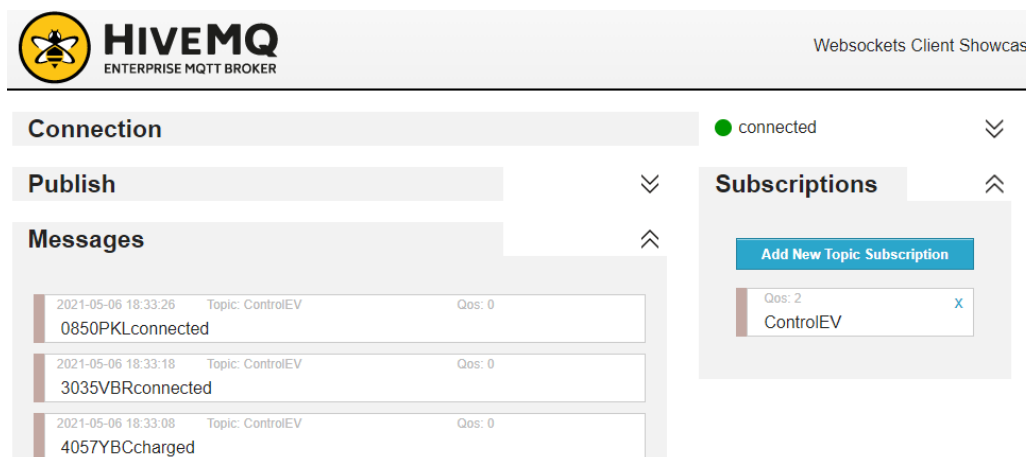 HIVEMQ
ENTERPRISE MQTT BROKER
Websockets Client Showcas
Connection
connected
Publish
Subscriptions
Messages
Add New Topic Subscription
2021-05-06 18:33:26 Topic: ControlEV Qos: 0
0850PKLconnected
2021-05-06 18:33:18 Topic: ControlEV Qos: 0
3035VBRconnected
2021-05-06 18:33:08 Topic: ControlEV Qos: 0
4057YBCcharged
Qos: 2
X
ControlEV